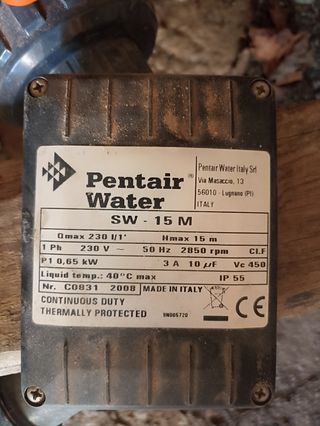 Pentair®
Water
Pentair Water Italy Srl
Via Masaccio, 13
56010 - Lugnano (PI)
ITALY
SW - 15 M
Qmax 230 l/1' Hmax 15 m
1 Ph 230 V ~ 50 Hz 2850 rpm Cl.F
P1 0,65 kW 3 A 10 µF Vc 450
Liquid temp.: 40°C max IP 55
Nr. C0831 2008 MADE IN ITALY
CONTINUOUS DUTY
THERMALLY PROTECTED
9N005720
CE